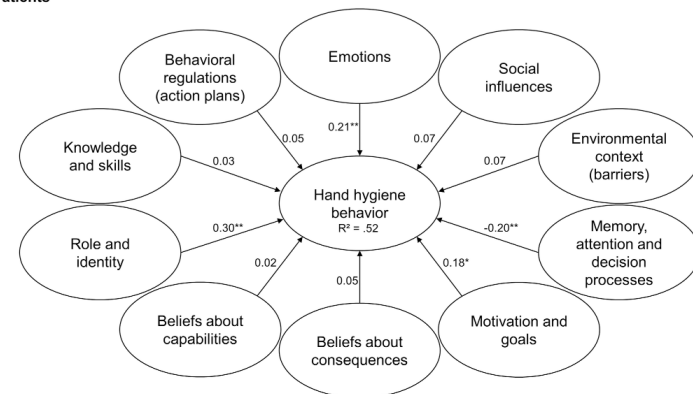 Emotions
Behavioral
regulations
(action plans)
Social
influences
0.21**
0.05
0.07
Knowledge
and skills
0.03
0.07
Environmental
context
(barriers)
Hand hygiene
behavior
R² = .52
Role and
identity
0.30**
-0.20**
Memory,
attention and
decision
processes
0.02
0.05
0.18*
Beliefs about
capabilities
Beliefs about
consequences
Motivation and
goals